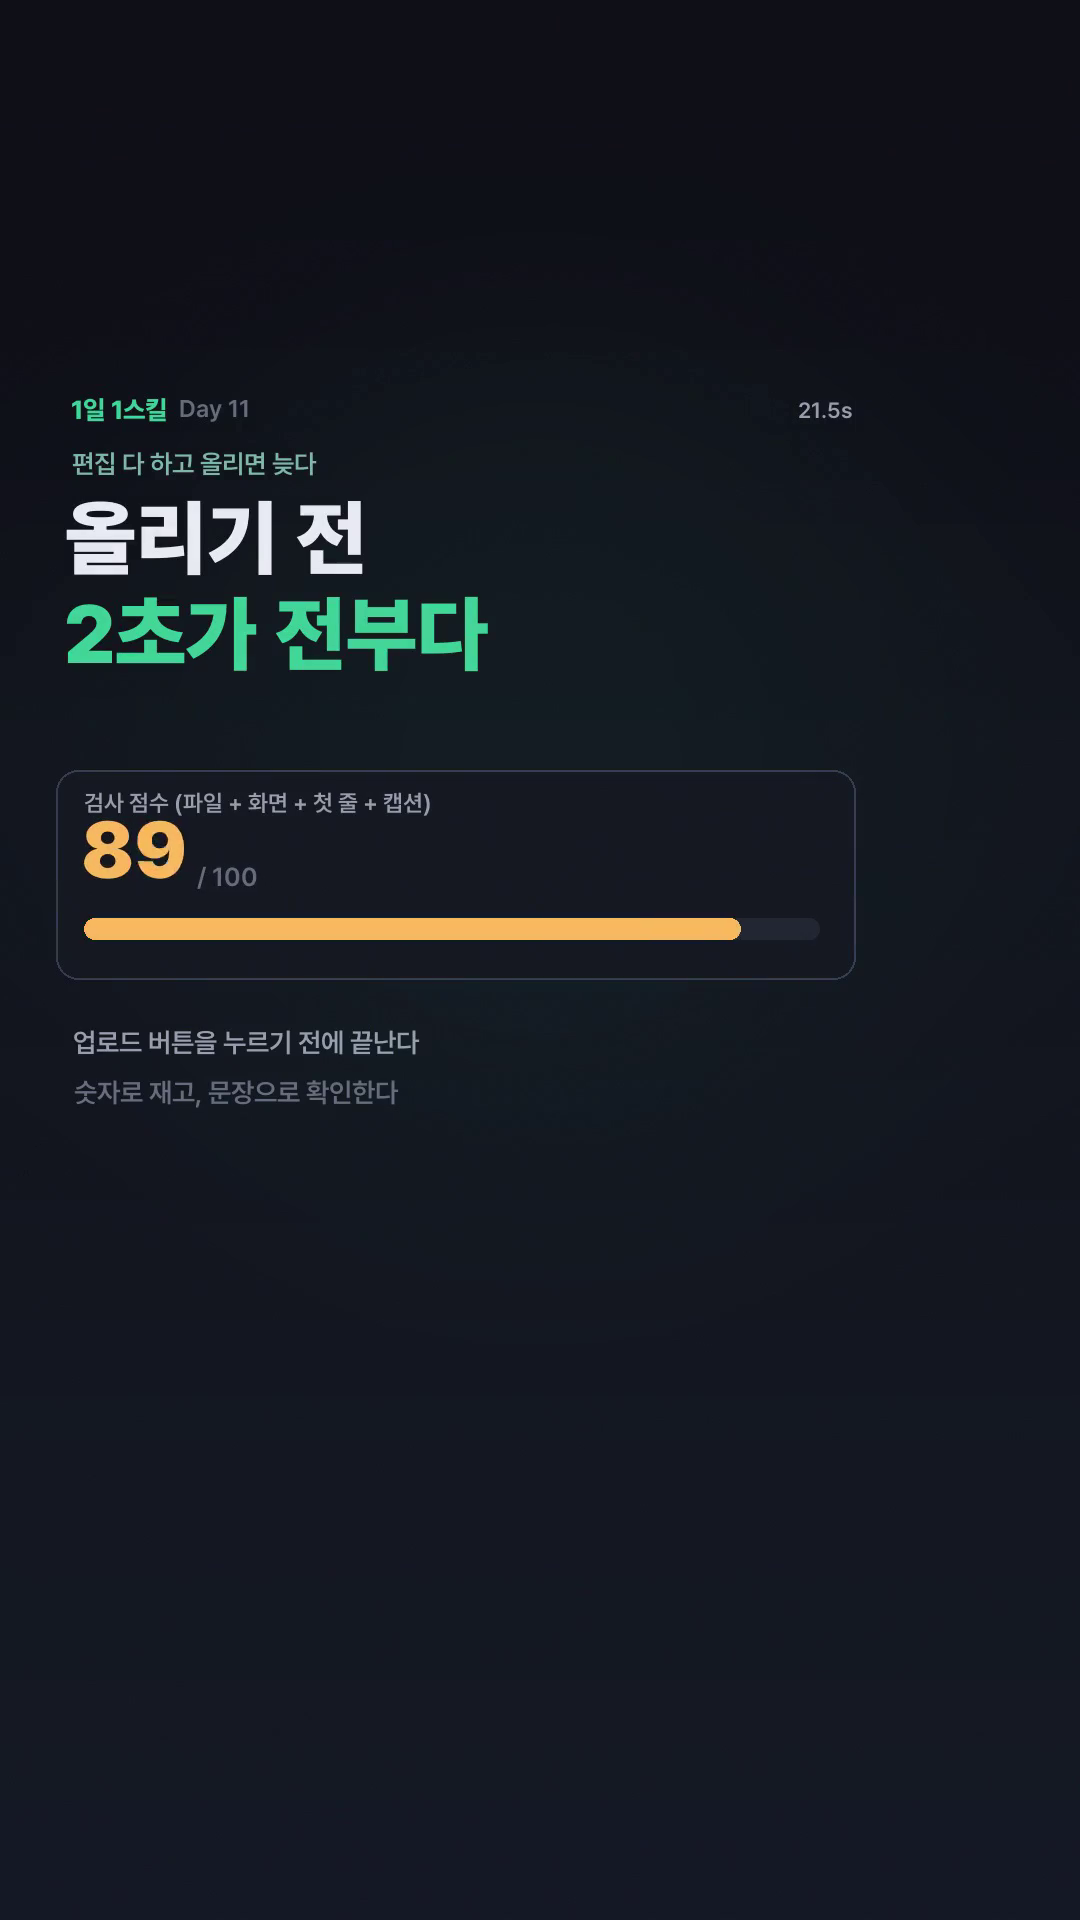 1일 1스킬 Day 11 21.5s
편집 다 하고 올리면 늦다
올리기 전
2초가 전부다
검사 점수 (파일 + 화면 + 첫 줄 + 캡션)
89 / 100
업로드 버튼을 누르기 전에 끝난다
숫자로 재고, 문장으로 확인한다